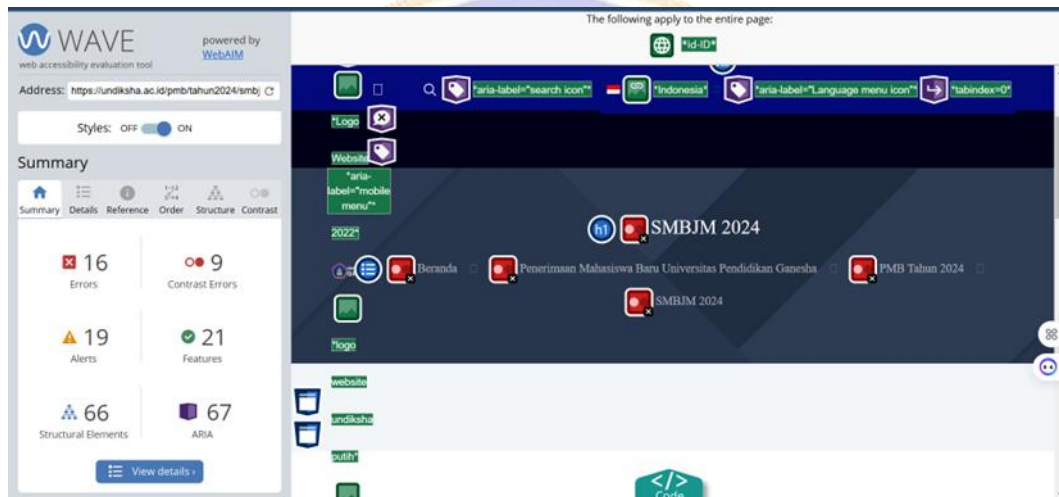 The following apply to the entire page:
*id-ID*
WAVE
web accessibility evaluation tool
powered by
WebAIM
Address: https://undiksha.ac.id/pmb/tahun2024/smbj
Styles: OFF ON
Summary
Summary Details Reference Order Structure Contrast
16 Errors
9 Contrast Errors
19 Alerts
21 Features
66 Structural Elements
67 ARIA
View details ›
*aria-label="search icon"* *Indonesia* *aria-label="Language menu icon"* *tabindex=0*
*Logo
Website
*aria-label="mobile menu"*
2022*
h1 SMBJM 2024
Beranda Penerimaan Mahasiswa Baru Universitas Pendidikan Ganesha PMB Tahun 2024
SMBJM 2024
*logo
website
undiksha
putih*
</>
Code